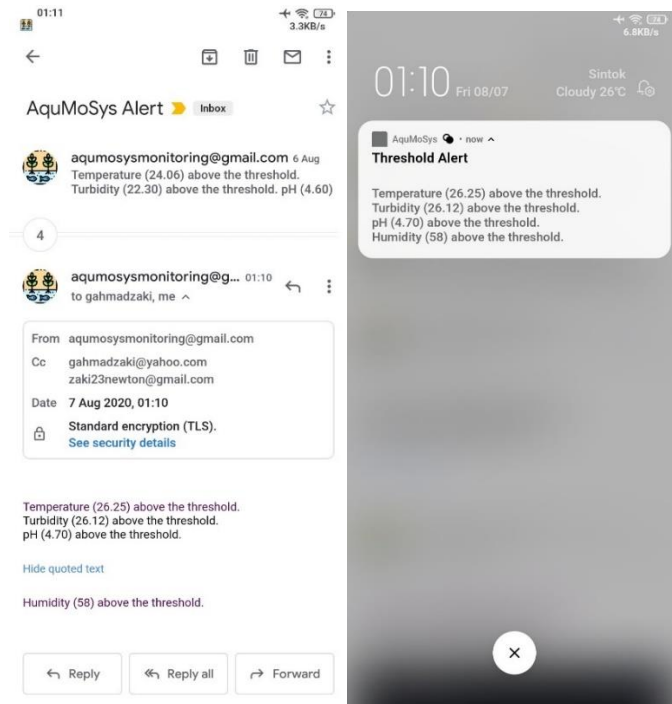 01:11
74
3.3KB/s
AquMoSys Alert Inbox
aqumosysmonitoring@gmail.com 6 Aug
Temperature (24.06) above the threshold.
Turbidity (22.30) above the threshold. pH (4.60)
4
aqumosysmonitoring@g... 01:10
to gahmadzaki, me
From aqumosysmonitoring@gmail.com
Cc gahmadzaki@yahoo.com
zaki23newton@gmail.com
Date 7 Aug 2020, 01:10
Standard encryption (TLS).
See security details
Temperature (26.25) above the threshold.
Turbidity (26.12) above the threshold.
pH (4.70) above the threshold.
Hide quoted text
Humidity (58) above the threshold.
Reply Reply all Forward
74
6.8KB/s
01:10 Fri 08/07
Sintok
Cloudy 26°C
AquMoSys • now
Threshold Alert
Temperature (26.25) above the threshold.
Turbidity (26.12) above the threshold.
pH (4.70) above the threshold.
Humidity (58) above the threshold.